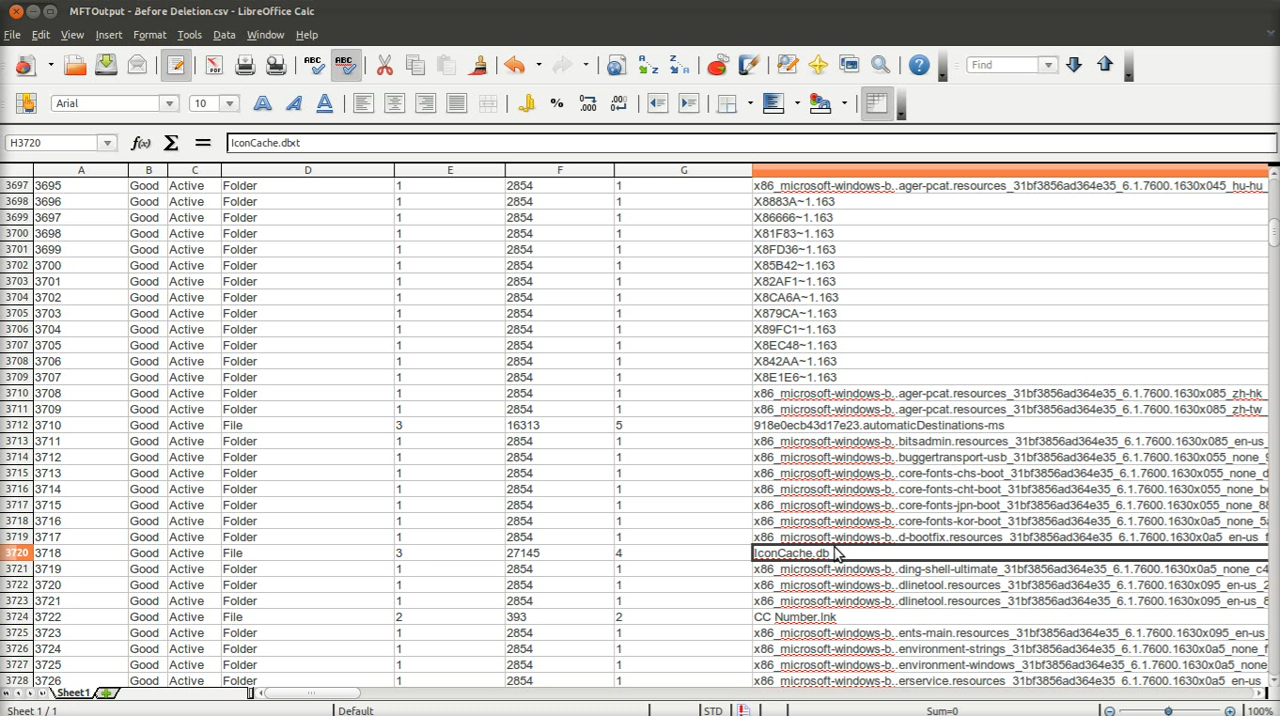 MFTOutput - Before Deletion.csv - LibreOffice Calc
File Edit View Insert Format Tools Data Window Help
Find
Arial 10
H3720 IconCache.dbxt
A B C D E F G
3697 3695 Good Active Folder 1 2854 1 x86_microsoft-windows-b..ager-pcat.resources_31bf3856ad364e35_6.1.7600.1630x045_hu-hu_
3698 3696 Good Active Folder 1 2854 1 X8883A~1.163
3699 3697 Good Active Folder 1 2854 1 X86666~1.163
3700 3698 Good Active Folder 1 2854 1 X81F83~1.163
3701 3699 Good Active Folder 1 2854 1 X8FD36~1.163
3702 3700 Good Active Folder 1 2854 1 X85B42~1.163
3703 3701 Good Active Folder 1 2854 1 X82AF1~1.163
3704 3702 Good Active Folder 1 2854 1 X8CA6A~1.163
3705 3703 Good Active Folder 1 2854 1 X879CA~1.163
3706 3704 Good Active Folder 1 2854 1 X89FC1~1.163
3707 3705 Good Active Folder 1 2854 1 X8EC48~1.163
3708 3706 Good Active Folder 1 2854 1 X842AA~1.163
3709 3707 Good Active Folder 1 2854 1 X8E1E6~1.163
3710 3708 Good Active Folder 1 2854 1 x86_microsoft-windows-b..ager-pcat.resources_31bf3856ad364e35_6.1.7600.1630x085_zh-hk_
3711 3709 Good Active Folder 1 2854 1 x86_microsoft-windows-b..ager-pcat.resources_31bf3856ad364e35_6.1.7600.1630x085_zh-tw_
3712 3710 Good Active File 3 16313 5 918e0ecb43d17e23.automaticDestinations-ms
3713 3711 Good Active Folder 1 2854 1 x86_microsoft-windows-b..bitsadmin.resources_31bf3856ad364e35_6.1.7600.1630x085_en-us_
3714 3712 Good Active Folder 1 2854 1 x86_microsoft-windows-b..buggertransport-usb_31bf3856ad364e35_6.1.7600.1630x055_none_9
3715 3713 Good Active Folder 1 2854 1 x86_microsoft-windows-b..core-fonts-chs-boot_31bf3856ad364e35_6.1.7600.1630x055_none_d
3716 3714 Good Active Folder 1 2854 1 x86_microsoft-windows-b..core-fonts-cht-boot_31bf3856ad364e35_6.1.7600.1630x055_none_b
3717 3715 Good Active Folder 1 2854 1 x86_microsoft-windows-b..core-fonts-jpn-boot_31bf3856ad364e35_6.1.7600.1630x0a5_none_88
3718 3716 Good Active Folder 1 2854 1 x86_microsoft-windows-b..core-fonts-kor-boot_31bf3856ad364e35_6.1.7600.1630x0a5_none_5
3719 3717 Good Active Folder 1 2854 1 x86_microsoft-windows-b..d-bootfix.resources_31bf3856ad364e35_6.1.7600.1630x0a5_en-us_f
3720 3718 Good Active File 3 27145 4 IconCache.db
3721 3719 Good Active Folder 1 2854 1 x86_microsoft-windows-b..ding-shell-ultimate_31bf3856ad364e35_6.1.7600.1630x0a5_none_c4
3722 3720 Good Active Folder 1 2854 1 x86_microsoft-windows-b..dlinetool.resources_31bf3856ad364e35_6.1.7600.1630x095_en-us_2
3723 3721 Good Active Folder 1 2854 1 x86_microsoft-windows-b..dlinetool.resources_31bf3856ad364e35_6.1.7600.1630x095_en-us_8
3724 3722 Good Active File 2 393 2 CC Number.lnk
3725 3723 Good Active Folder 1 2854 1 x86_microsoft-windows-b..ents-main.resources_31bf3856ad364e35_6.1.7600.1630x095_en-us_
3726 3724 Good Active Folder 1 2854 1 x86_microsoft-windows-b..environment-strings_31bf3856ad364e35_6.1.7600.1630x0a5_none_f
3727 3725 Good Active Folder 1 2854 1 x86_microsoft-windows-b..environment-windows_31bf3856ad364e35_6.1.7600.1630x0a5_none_
3728 3726 Good Active Folder 1 2854 1 x86_microsoft-windows-b..erservice.resources_31bf3856ad364e35_6.1.7600.1630x0a5_en-us_
Sheet1
Sheet 1 / 1 Default STD Sum=0 100%